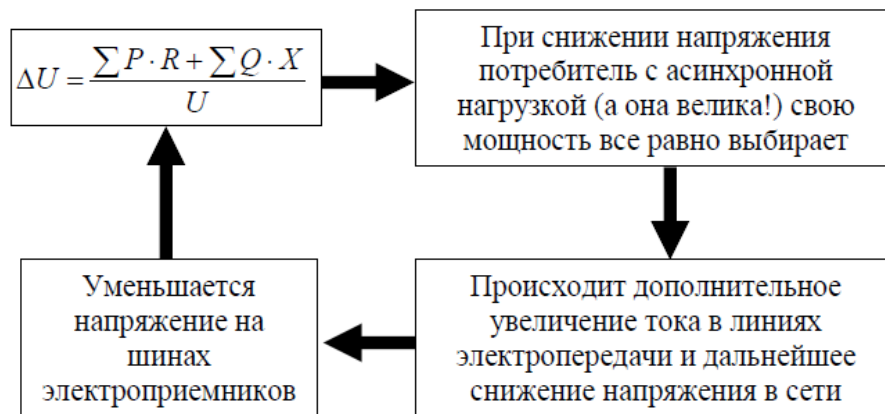 ΔU = (∑P·R + ∑Q·X) / U
При снижении напряжения
потребитель с асинхронной
нагрузкой (а она велика!) свою
мощность все равно выбирает
Происходит дополнительное
увеличение тока в линиях
электропередачи и дальнейшее
снижение напряжения в сети
Уменьшается
напряжение на
шинах
электроприемников